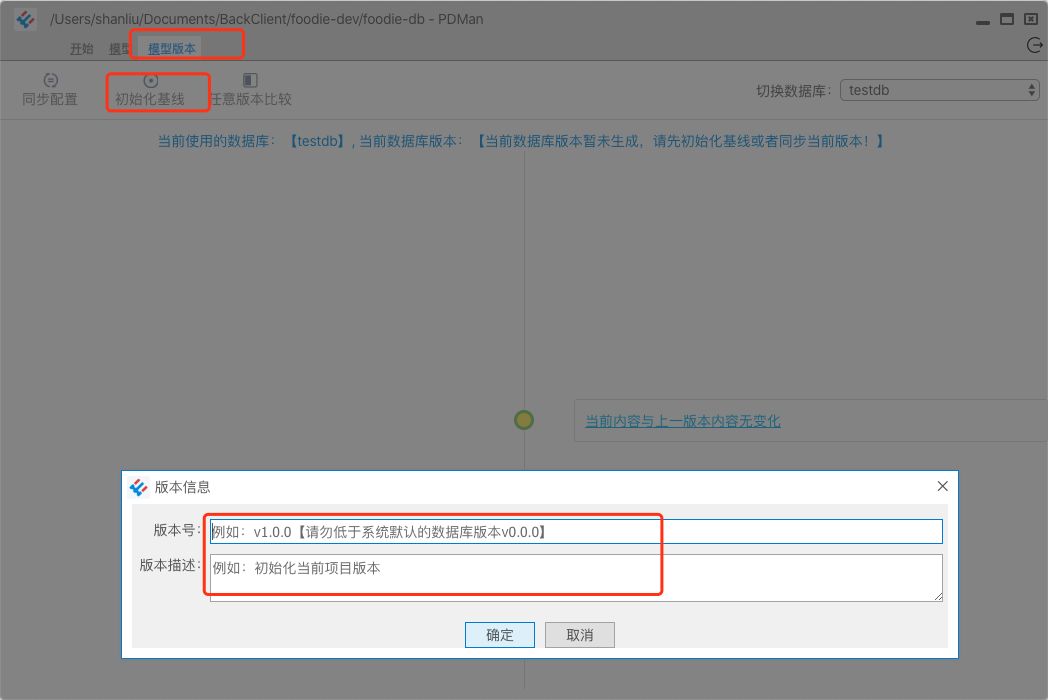 /Users/shanliu/Documents/BackClient/foodie-dev/foodie-db - PDMan
开始 模型 模型版本
同步配置 初始化基线 任意版本比较 切换数据库： testdb
当前使用的数据库：【testdb】, 当前数据库版本：【当前数据库版本暂未生成，请先初始化基线或者同步当前版本！】
当前内容与上一版本内容无变化
版本信息
版本号： 例如：v1.0.0【请勿低于系统默认的数据库版本v0.0.0】
版本描述： 例如：初始化当前项目版本
确定 取消